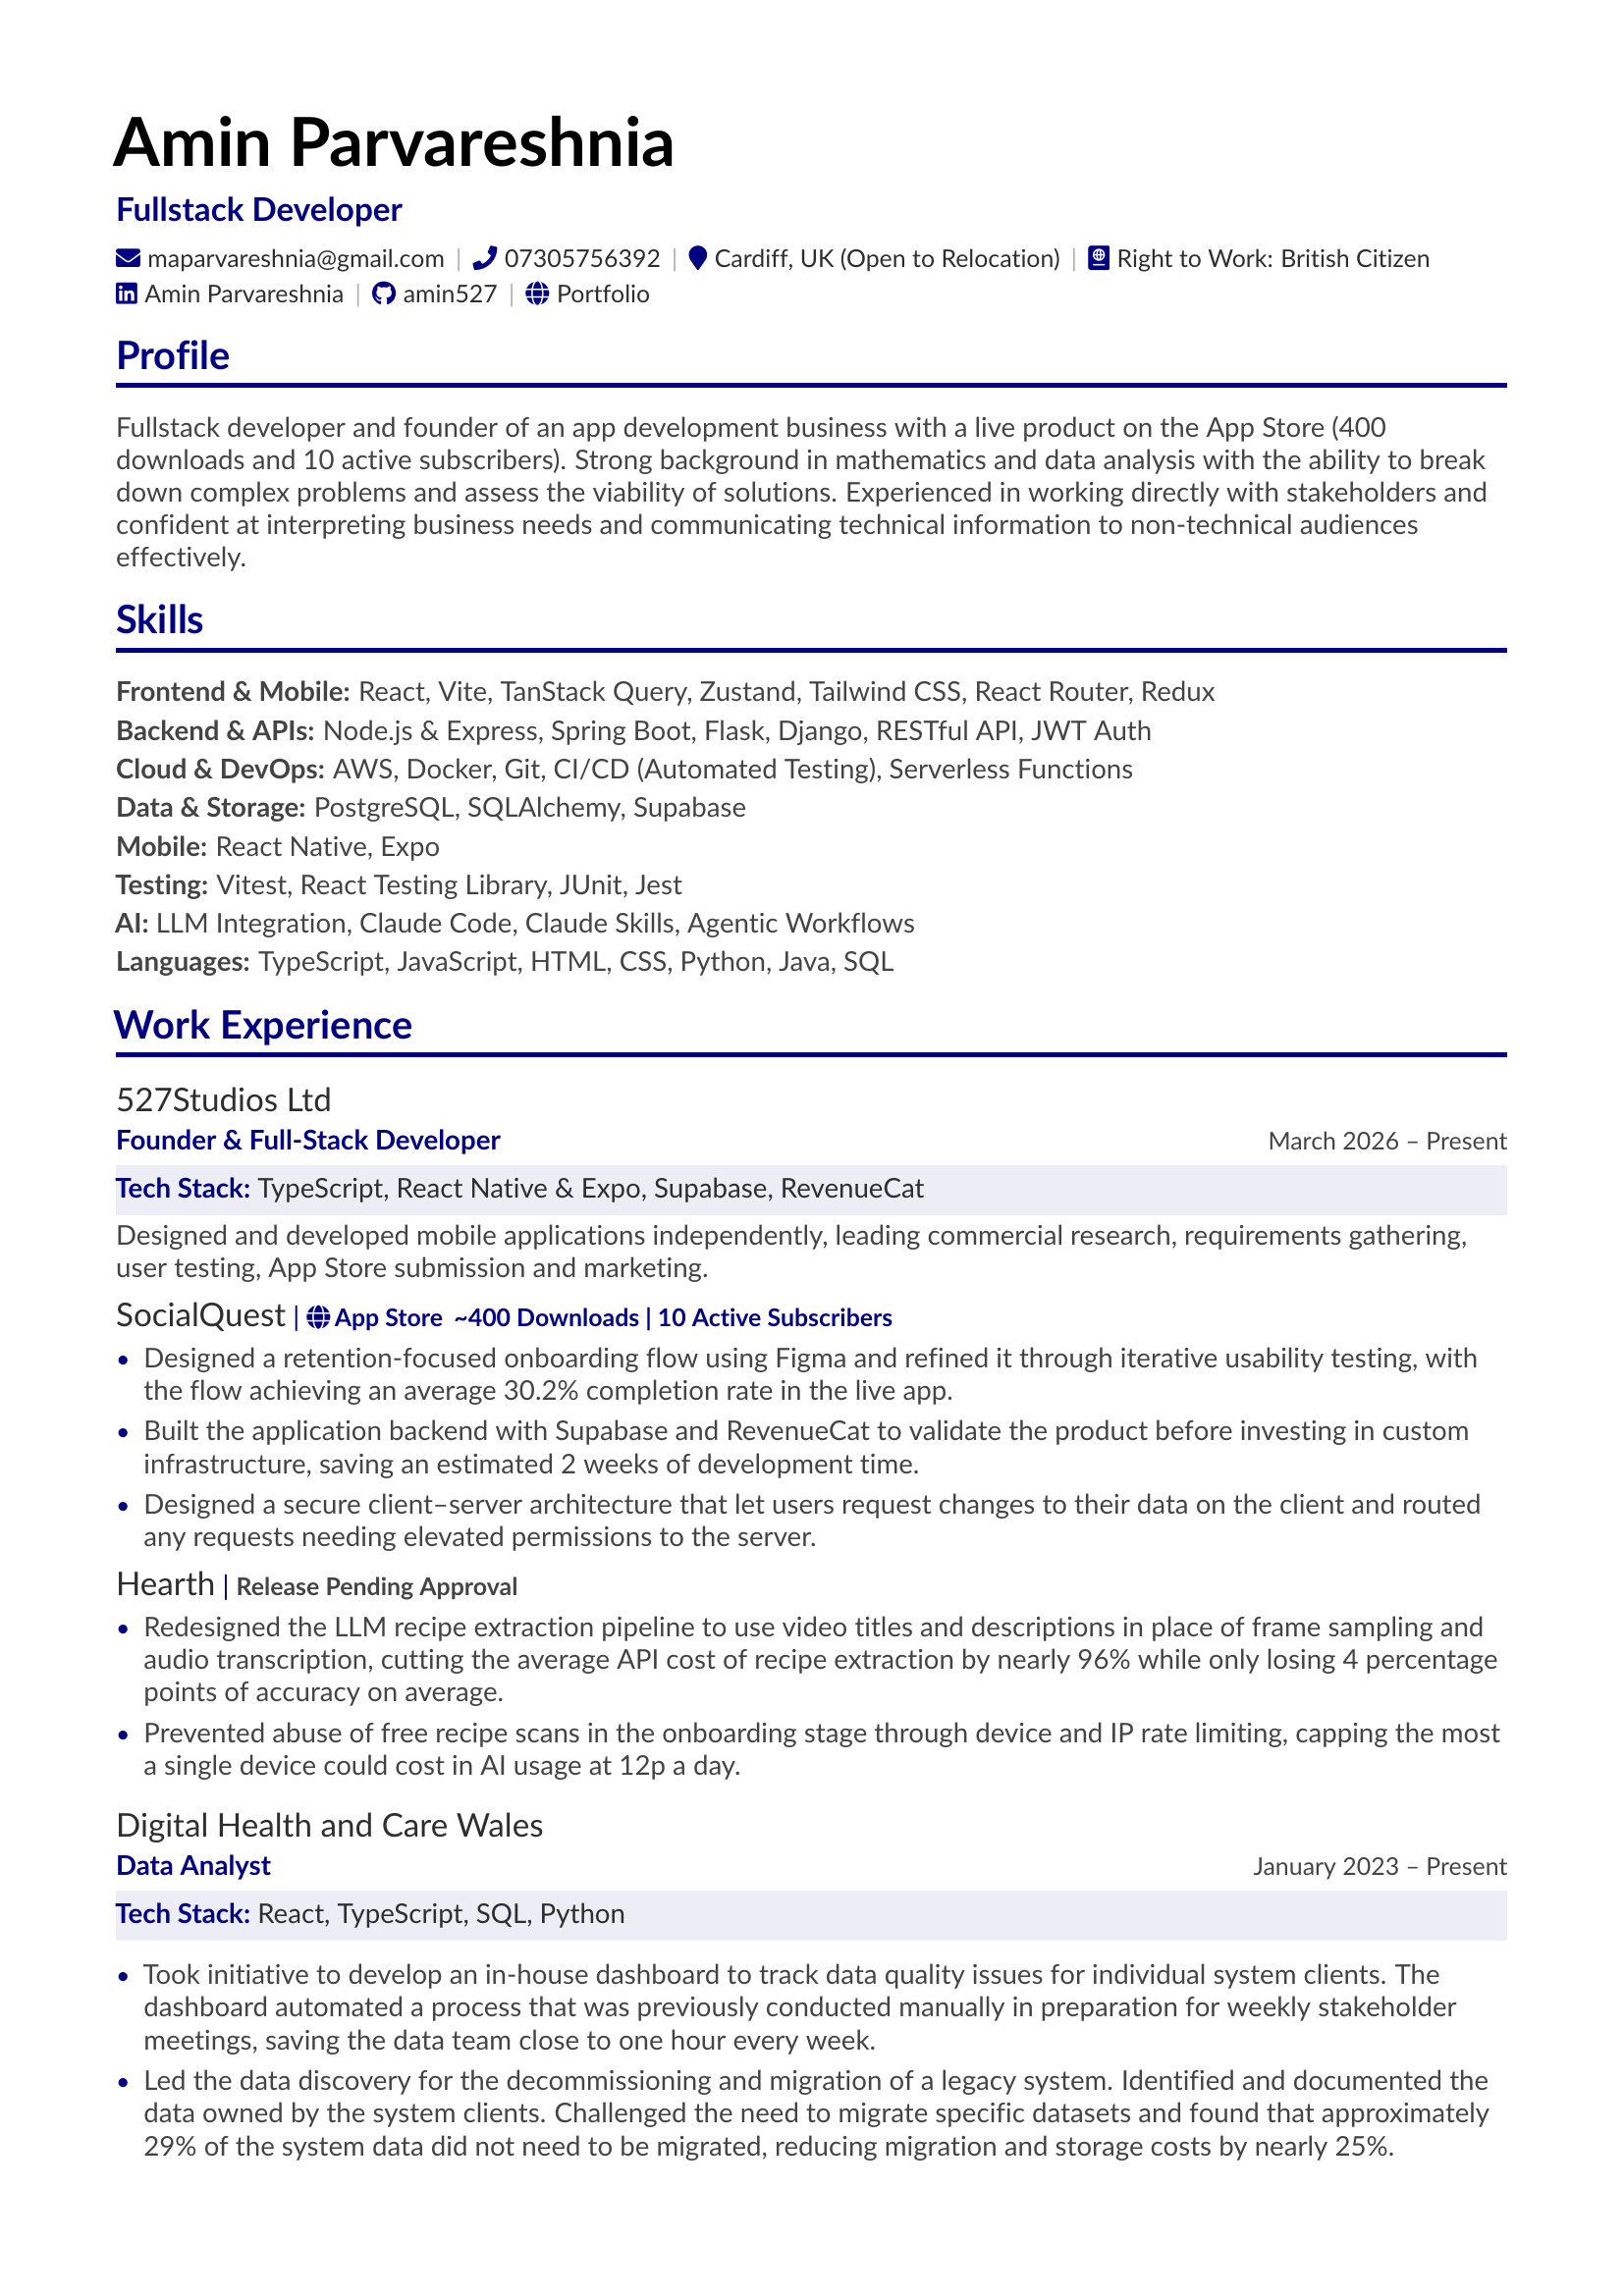 Amin Parvareshnia
Fullstack Developer
maparvareshnia@gmail.com | 07305756392 | Cardiff, UK (Open to Relocation) | Right to Work: British Citizen
Amin Parvareshnia | amin527 | Portfolio
Profile
Fullstack developer and founder of an app development business with a live product on the App Store (400
downloads and 10 active subscribers). Strong background in mathematics and data analysis with the ability to break
down complex problems and assess the viability of solutions. Experienced in working directly with stakeholders and
confident at interpreting business needs and communicating technical information to non-technical audiences
effectively.
Skills
Frontend & Mobile: React, Vite, TanStack Query, Zustand, Tailwind CSS, React Router, Redux
Backend & APIs: Node.js & Express, Spring Boot, Flask, Django, RESTful API, JWT Auth
Cloud & DevOps: AWS, Docker, Git, CI/CD (Automated Testing), Serverless Functions
Data & Storage: PostgreSQL, SQLAlchemy, Supabase
Mobile: React Native, Expo
Testing: Vitest, React Testing Library, JUnit, Jest
AI: LLM Integration, Claude Code, Claude Skills, Agentic Workflows
Languages: TypeScript, JavaScript, HTML, CSS, Python, Java, SQL
Work Experience
527Studios Ltd
Founder & Full-Stack Developer March 2026 – Present
Tech Stack: TypeScript, React Native & Expo, Supabase, RevenueCat
Designed and developed mobile applications independently, leading commercial research, requirements gathering,
user testing, App Store submission and marketing.
SocialQuest | App Store ~400 Downloads | 10 Active Subscribers
• Designed a retention-focused onboarding flow using Figma and refined it through iterative usability testing, with
the flow achieving an average 30.2% completion rate in the live app.
• Built the application backend with Supabase and RevenueCat to validate the product before investing in custom
infrastructure, saving an estimated 2 weeks of development time.
• Designed a secure client–server architecture that let users request changes to their data on the client and routed
any requests needing elevated permissions to the server.
Hearth | Release Pending Approval
• Redesigned the LLM recipe extraction pipeline to use video titles and descriptions in place of frame sampling and
audio transcription, cutting the average API cost of recipe extraction by nearly 96% while only losing 4 percentage
points of accuracy on average.
• Prevented abuse of free recipe scans in the onboarding stage through device and IP rate limiting, capping the most
a single device could cost in AI usage at 12p a day.
Digital Health and Care Wales
Data Analyst January 2023 – Present
Tech Stack: React, TypeScript, SQL, Python
• Took initiative to develop an in-house dashboard to track data quality issues for individual system clients. The
dashboard automated a process that was previously conducted manually in preparation for weekly stakeholder
meetings, saving the data team close to one hour every week.
• Led the data discovery for the decommissioning and migration of a legacy system. Identified and documented the
data owned by the system clients. Challenged the need to migrate specific datasets and found that approximately
29% of the system data did not need to be migrated, reducing migration and storage costs by nearly 25%.